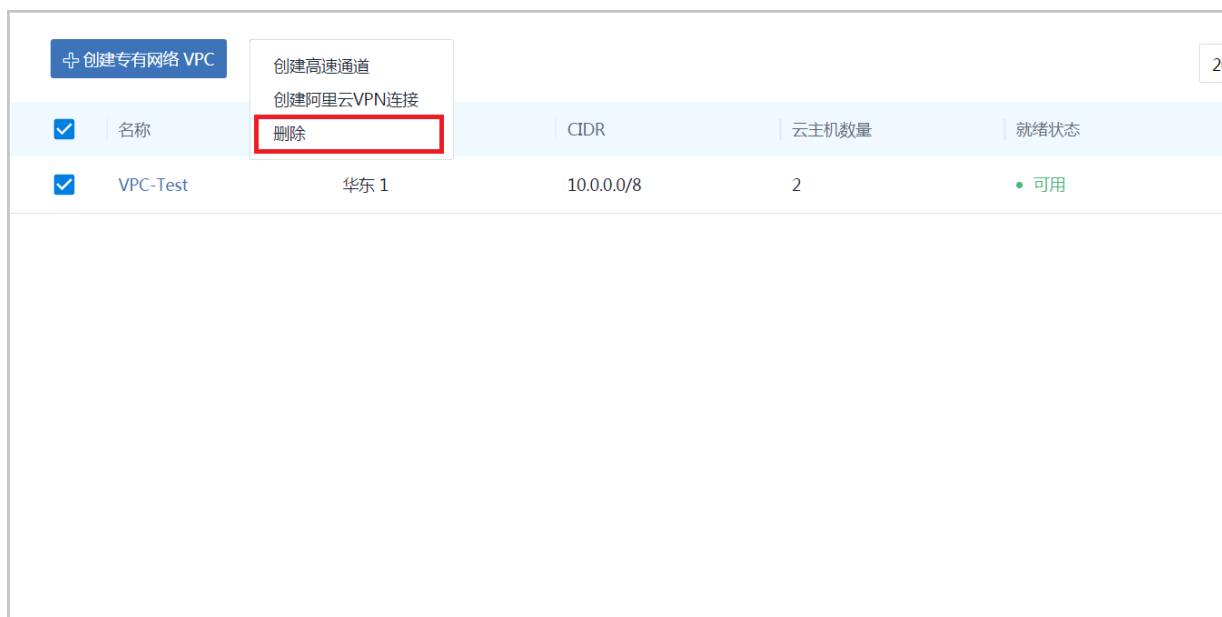 创建专有网络 VPC
创建高速通道
创建阿里云VPN连接
删除
名称 CIDR 云主机数量 就绪状态
VPC-Test 华东 1 10.0.0.0/8 2 可用